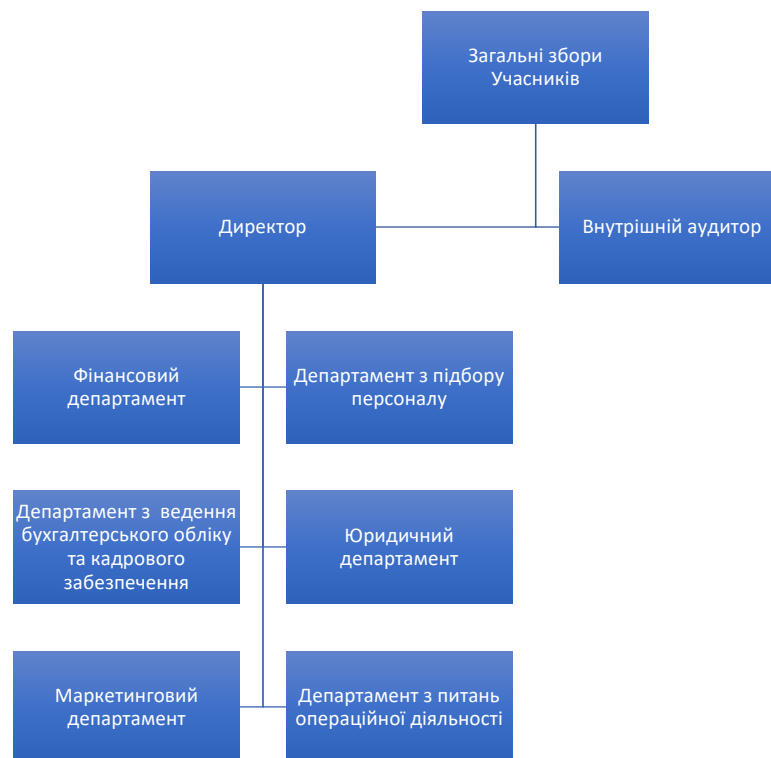 Загальні збори
Учасників
Директор
Внутрішній аудитор
Фінансовий
департамент
Департамент з підбору
персоналу
Департамент з  ведення
бухгалтерського обліку
та кадрового
забезпечення
Юридичний
департамент
Маркетинговий
департамент
Департамент з питань
операційної діяльності